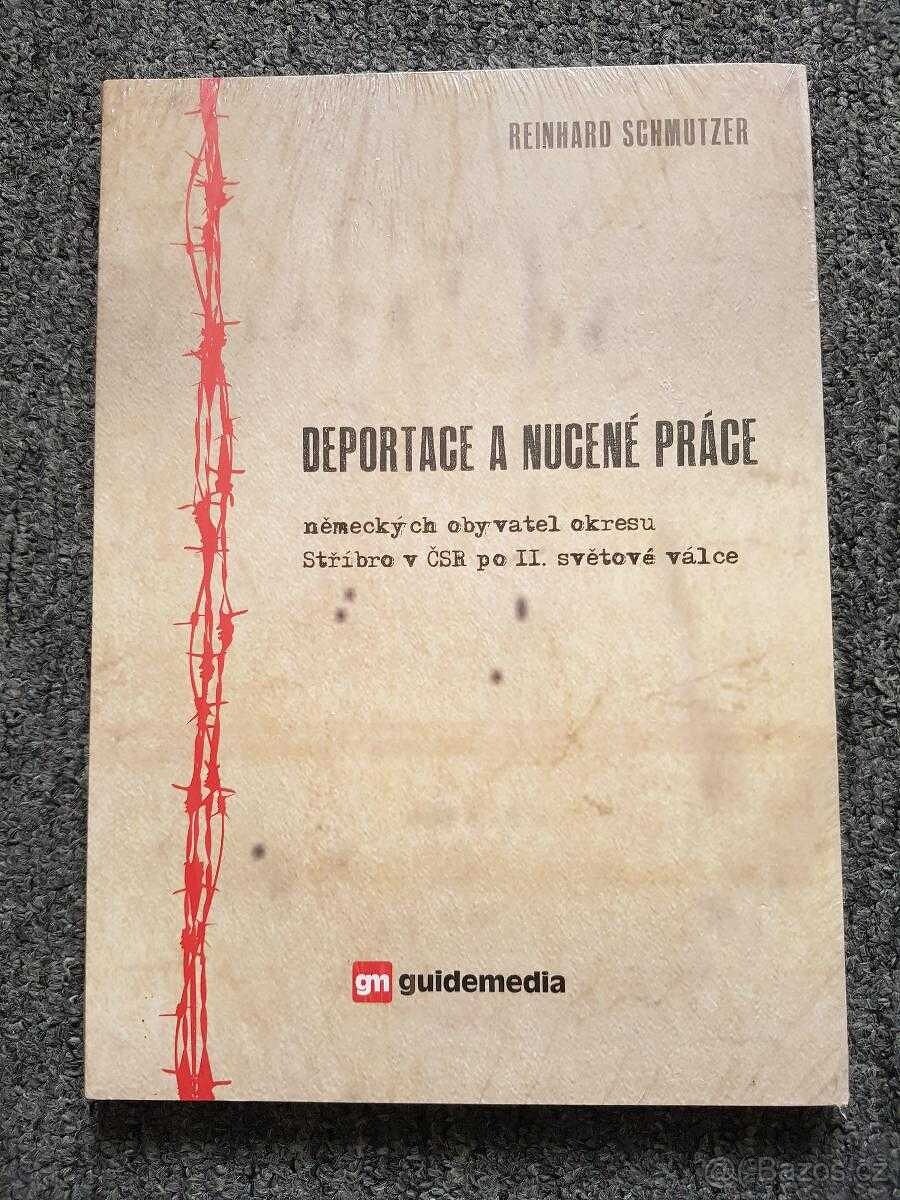 REINHARD SCHMUTZER
DEPORTACE A NUCENÉ PRÁCE
německých obyvatel okresu
Stříbro v ČSR po II. světové válce
gm guidemedia
@Bazos.cz